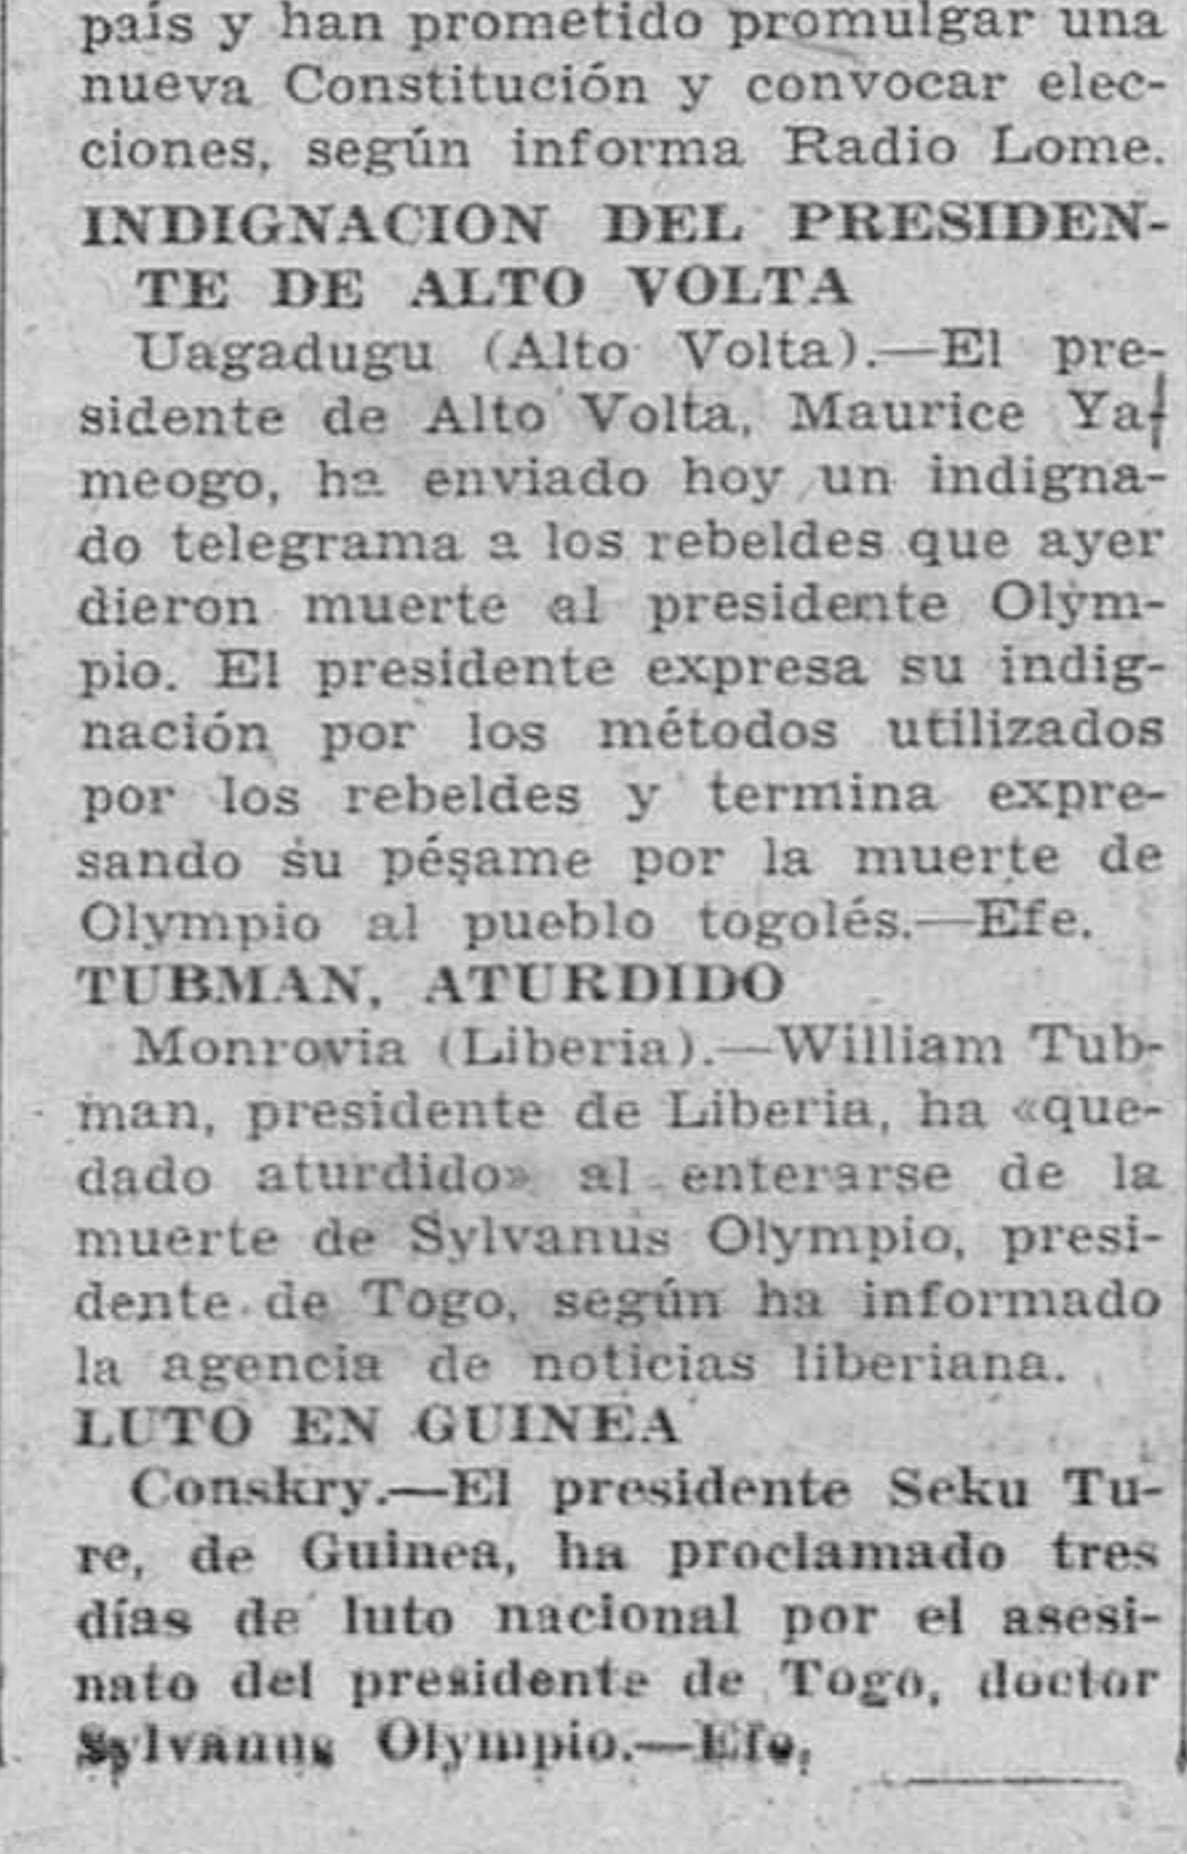 país y han prometido promulgar una
nueva Constitución y convocar elec-
ciones, según informa Radio Lome.
INDIGNACION DEL PRESIDEN-
TE DE ALTO VOLTA
Uagadugu (Alto Volta).—El pre-
sidente de Alto Volta, Maurice Ya-
meogo, ha enviado hoy un indigna-
do telegrama a los rebeldes que ayer
dieron muerte al presidente Olym-
pio. El presidente expresa su indig-
nación por los métodos utilizados
por los rebeldes y termina expre-
sando su pésame por la muerte de
Olympio al pueblo togolés.—Efe.
TUBMAN, ATURDIDO
Monrovia (Liberia).—William Tub-
man, presidente de Liberia, ha «que-
dado aturdido» al enterarse de la
muerte de Sylvanus Olympio, presi-
dente de Togo, según ha informado
la agencia de noticias liberiana.
LUTO EN GUINEA
Conskry.—El presidente Seku Tu-
re, de Guinea, ha proclamado tres
días de luto nacional por el asesi-
nato del presidente de Togo, doctor
Sylvanus Olympio.—Efe.